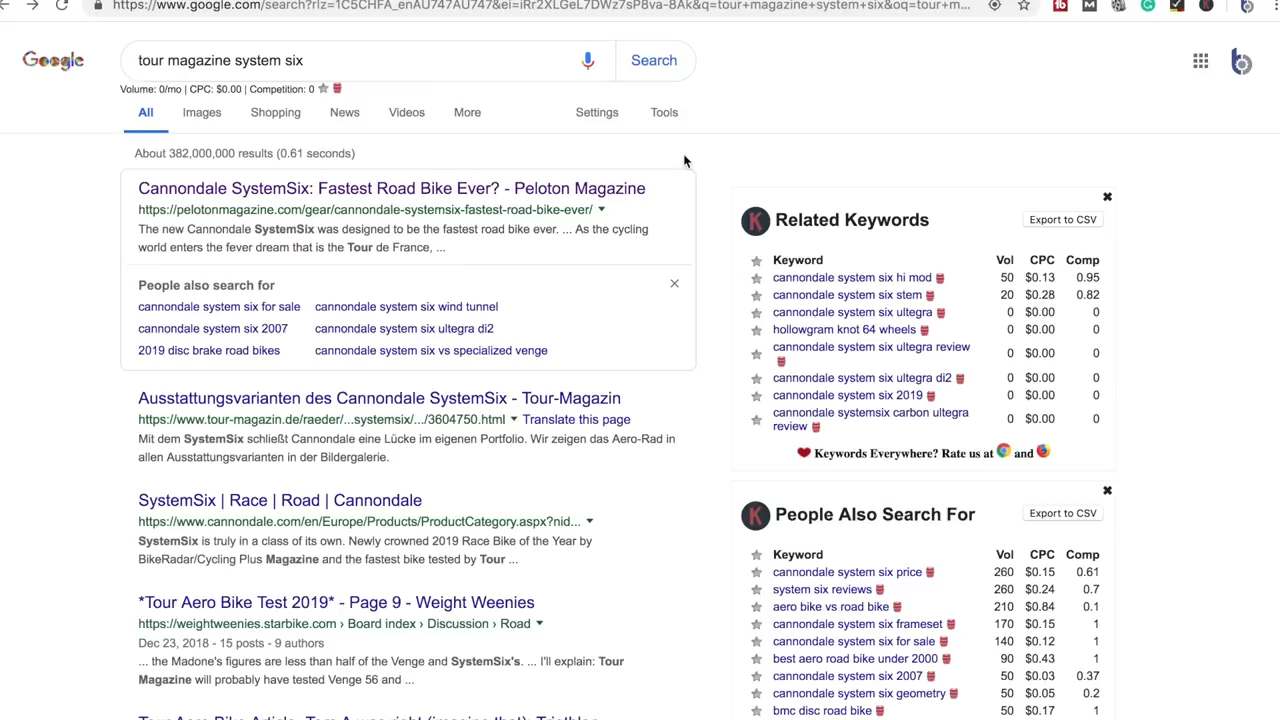 https://www.google.com/search?rlz=1C5CHFA_enAU747AU747&ei=iRr2XLGeL7DWz7sP8va-8Ak&q=tour+magazine+system+six&oq=tour+m...
Google
tour magazine system six
Search
Volume: 0/mo | CPC: $0.00 | Competition: 0
All Images Shopping News Videos More Settings Tools
About 382,000,000 results (0.61 seconds)
Cannondale SystemSix: Fastest Road Bike Ever? - Peloton Magazine
https://pelotonmagazine.com/gear/cannondale-systemsix-fastest-road-bike-ever/
The new Cannondale SystemSix was designed to be the fastest road bike ever. ... As the cycling
world enters the fever dream that is the Tour de France, ...
People also search for
cannondale system six for sale cannondale system six wind tunnel
cannondale system six 2007 cannondale system six ultegra di2
2019 disc brake road bikes cannondale system six vs specialized venge
Ausstattungsvarianten des Cannondale SystemSix - Tour-Magazin
https://www.tour-magazin.de/raeder/...systemsix/.../3604750.html Translate this page
Mit dem SystemSix schließt Cannondale eine Lücke im eigenen Portfolio. Wir zeigen das Aero-Rad in
allen Ausstattungsvarianten in der Bildergalerie.
SystemSix | Race | Road | Cannondale
https://www.cannondale.com/en/Europe/Products/ProductCategory.aspx?nid...
SystemSix is truly in a class of its own. Newly crowned 2019 Race Bike of the Year by
BikeRadar/Cycling Plus Magazine and the fastest bike tested by Tour ...
*Tour Aero Bike Test 2019* - Page 9 - Weight Weenies
https://weightweenies.starbike.com › Board index › Discussion › Road
Dec 23, 2018 - 15 posts - 9 authors
... the Madone's figures are less than half of the Venge and SystemSix's. ... I'll explain: Tour
Magazine will probably have tested Venge 56 and ...
K Related Keywords Export to CSV
Keyword Vol CPC Comp
cannondale system six hi mod 50 $0.13 0.95
cannondale system six stem 20 $0.28 0.82
cannondale system six ultegra 0 $0.00 0
hollowgram knot 64 wheels 0 $0.00 0
cannondale system six ultegra review 0 $0.00 0
cannondale system six ultegra di2 0 $0.00 0
cannondale system six 2019 0 $0.00 0
cannondale systemsix carbon ultegra
review 0 $0.00 0
Keywords Everywhere? Rate us at and
K People Also Search For Export to CSV
Keyword Vol CPC Comp
cannondale system six price 260 $0.15 0.61
system six reviews 260 $0.24 0.7
aero bike vs road bike 210 $0.84 0.1
cannondale system six frameset 170 $0.15 1
cannondale system six for sale 140 $0.12 1
best aero road bike under 2000 90 $0.43 1
cannondale system six 2007 50 $0.03 0.37
cannondale system six geometry 50 $0.05 0.2
bmc disc road bike 50 $0.17 1